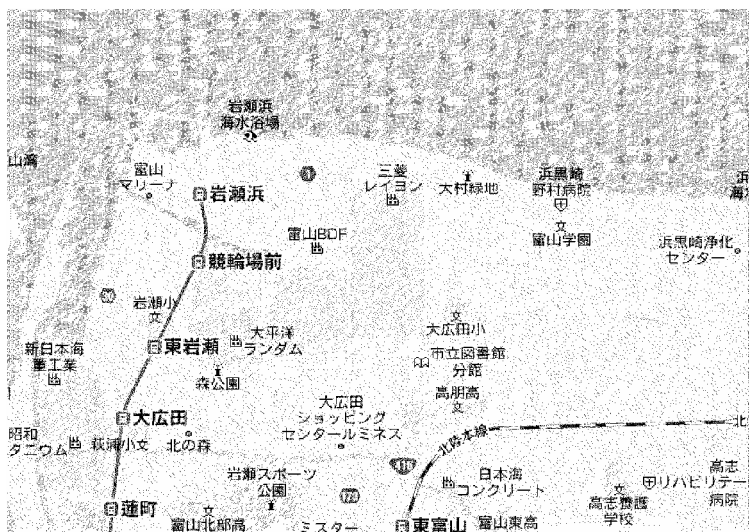 岩瀬浜
海水浴場
山湾
富山
マリーナ
岩瀬浜
三菱
レイヨン
大村緑地
浜黒崎
野村病院
富山BDF
富山学園
浜黒崎浄化
センター
競輪場前
岩瀬小
大広田小
新日本海
重工業
東岩瀬
大平洋
ランダム
市立図書館
分館
森公園
高朋高
大広田
大広田
ショッピング
センタールミネス
昭和
タニウム
萩浦小
北の森
北陸本線
北
岩瀬スポーツ
公園
415
日本海
コンクリート
高志
リハビリテー
病院
高志養護
学校
蓮町
富山北部高
172
ミスター
東富山
富山東高